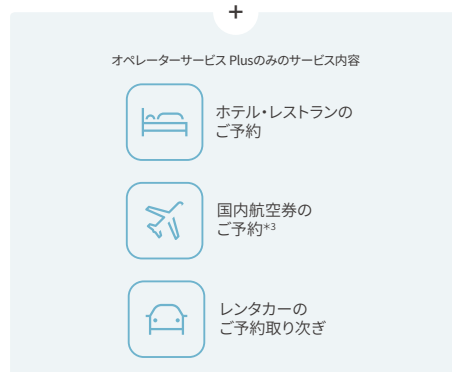 +
オペレーターサービス Plusのみのサービス内容
ホテル・レストランの
ご予約
国内航空券の
ご予約*3
レンタカーの
ご予約取り次ぎ